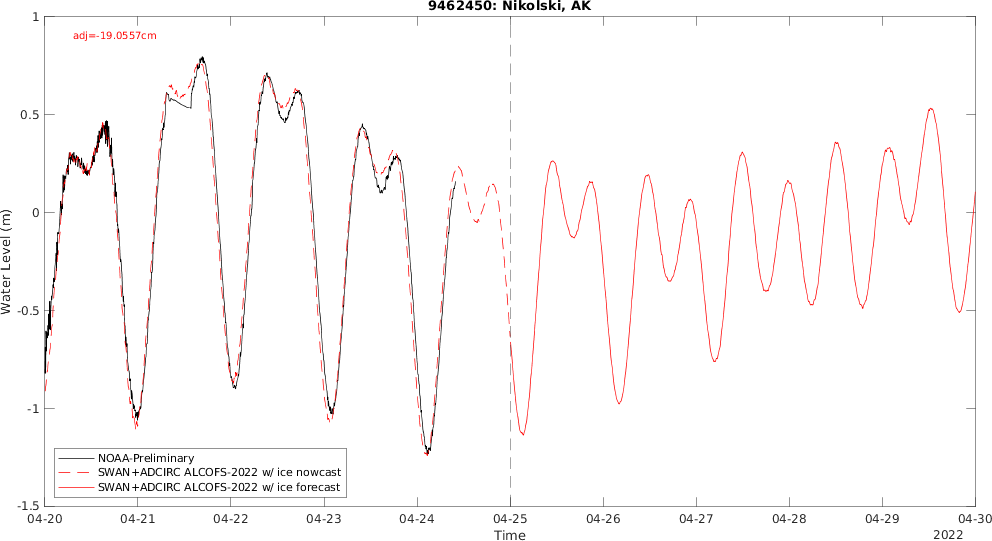 9462450: Nikolski, AK
adj=-19.0557cm
Water Level (m)
1
0.5
0
-0.5
-1
-1.5
NOAA-Preliminary
SWAN+ADCIRC ALCOFS-2022 w/ ice nowcast
SWAN+ADCIRC ALCOFS-2022 w/ ice forecast
04-20 04-21 04-22 04-23 04-24 04-25 04-26 04-27 04-28 04-29 04-30
Time
2022